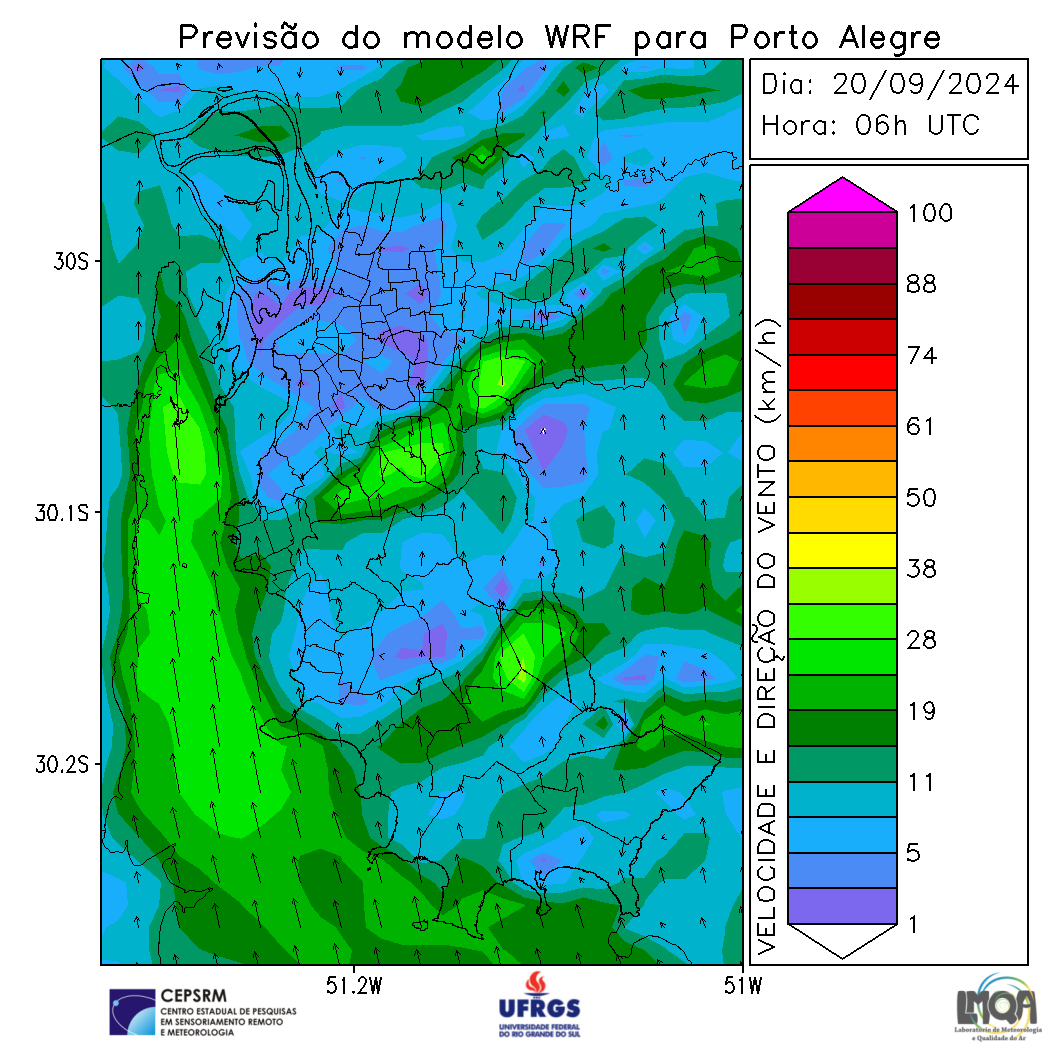 Previsão do modelo WRF para Porto Alegre
Dia: 20/09/2024
Hora: 06h UTC
30S
30.1S
30.2S
51.2W
51W
VELOCIDADE E DIREÇÃO DO VENTO (km/h)
100
88
74
61
50
38
28
19
11
5
1
CEPSRM
CENTRO ESTADUAL DE PESQUISAS
EM SENSORIAMENTO REMOTO
E METEOROLOGIA
UFRGS
UNIVERSIDADE FEDERAL
DO RIO GRANDE DO SUL
LMQA
Laboratório de Meteorologia
e Qualidade do Ar